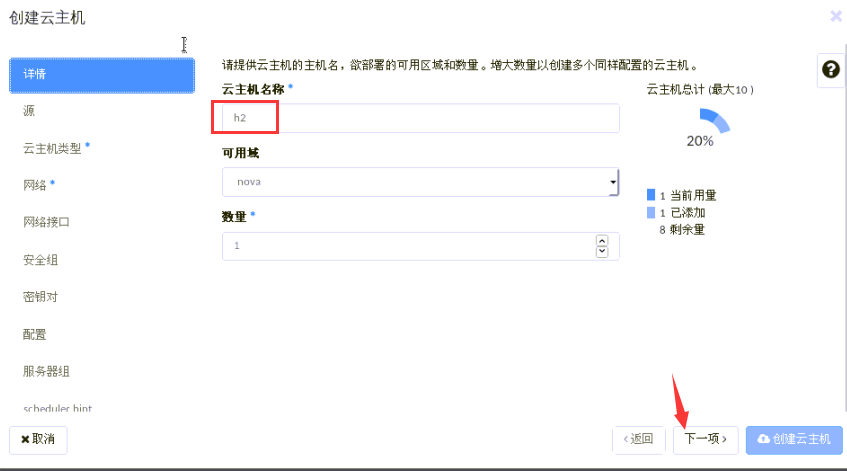 创建云主机
详情
源
云主机类型 *
网络 *
网络接口
安全组
密钥对
配置
服务器组
scheduler hint
请提供云主机的主机名，欲部署的可用区域和数量。增大数量以创建多个同样配置的云主机。
云主机名称 *
h2
可用域
nova
数量 *
1
云主机总计 (最大10 )
20%
1 当前用量
1 已添加
8 剩余量
取消
返回
下一项
创建云主机